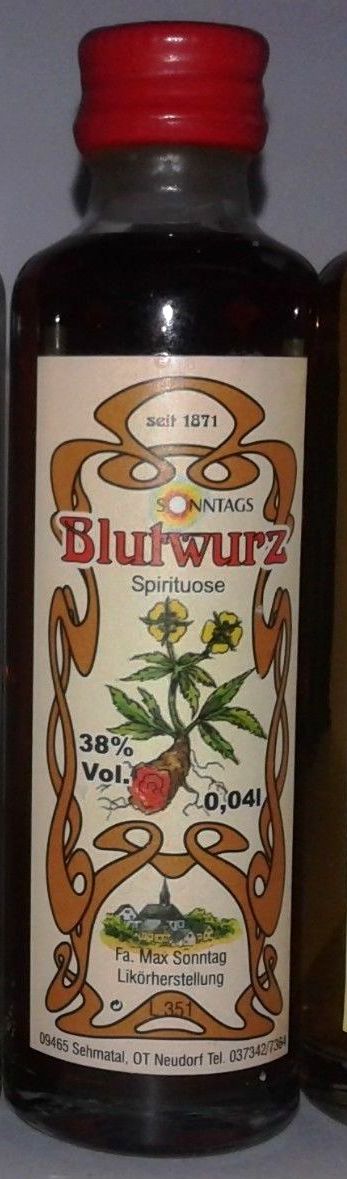 seit 1871
SONNTAGS
Blutwurz
Spirituose
38%
Vol.
0,04l
Fa. Max Sonntag
Likörherstellung
L.351
09465 Sehmatal, OT Neudorf Tel. 037342/7364